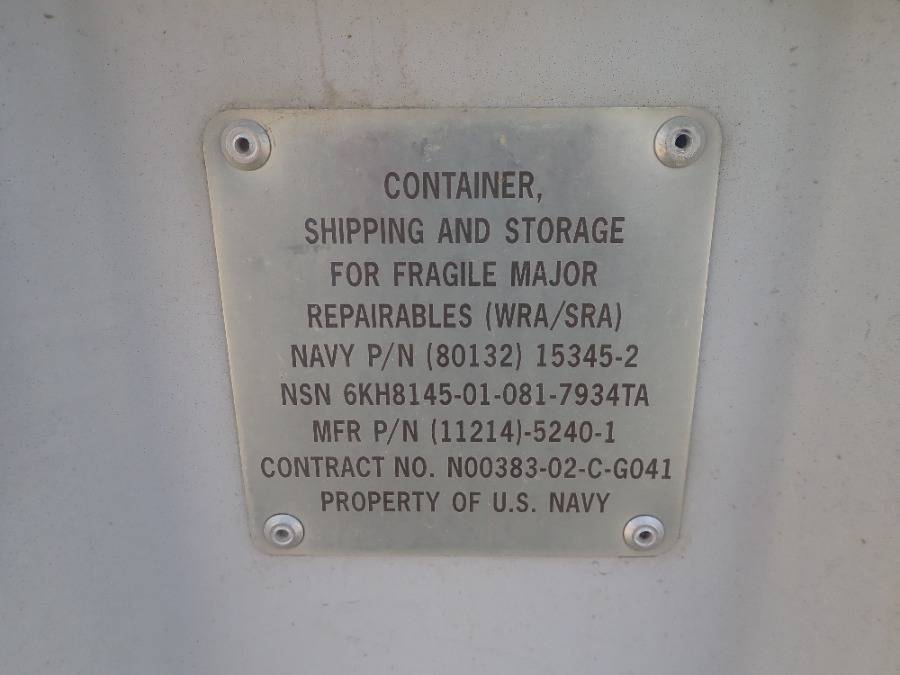 CONTAINER,
SHIPPING AND STORAGE
FOR FRAGILE MAJOR
REPAIRABLES (WRA/SRA)
NAVY P/N (80132) 15345-2
NSN 6KH8145-01-081-7934TA
MFR P/N (11214)-5240-1
CONTRACT NO. N00383-02-C-G041
PROPERTY OF U.S. NAVY